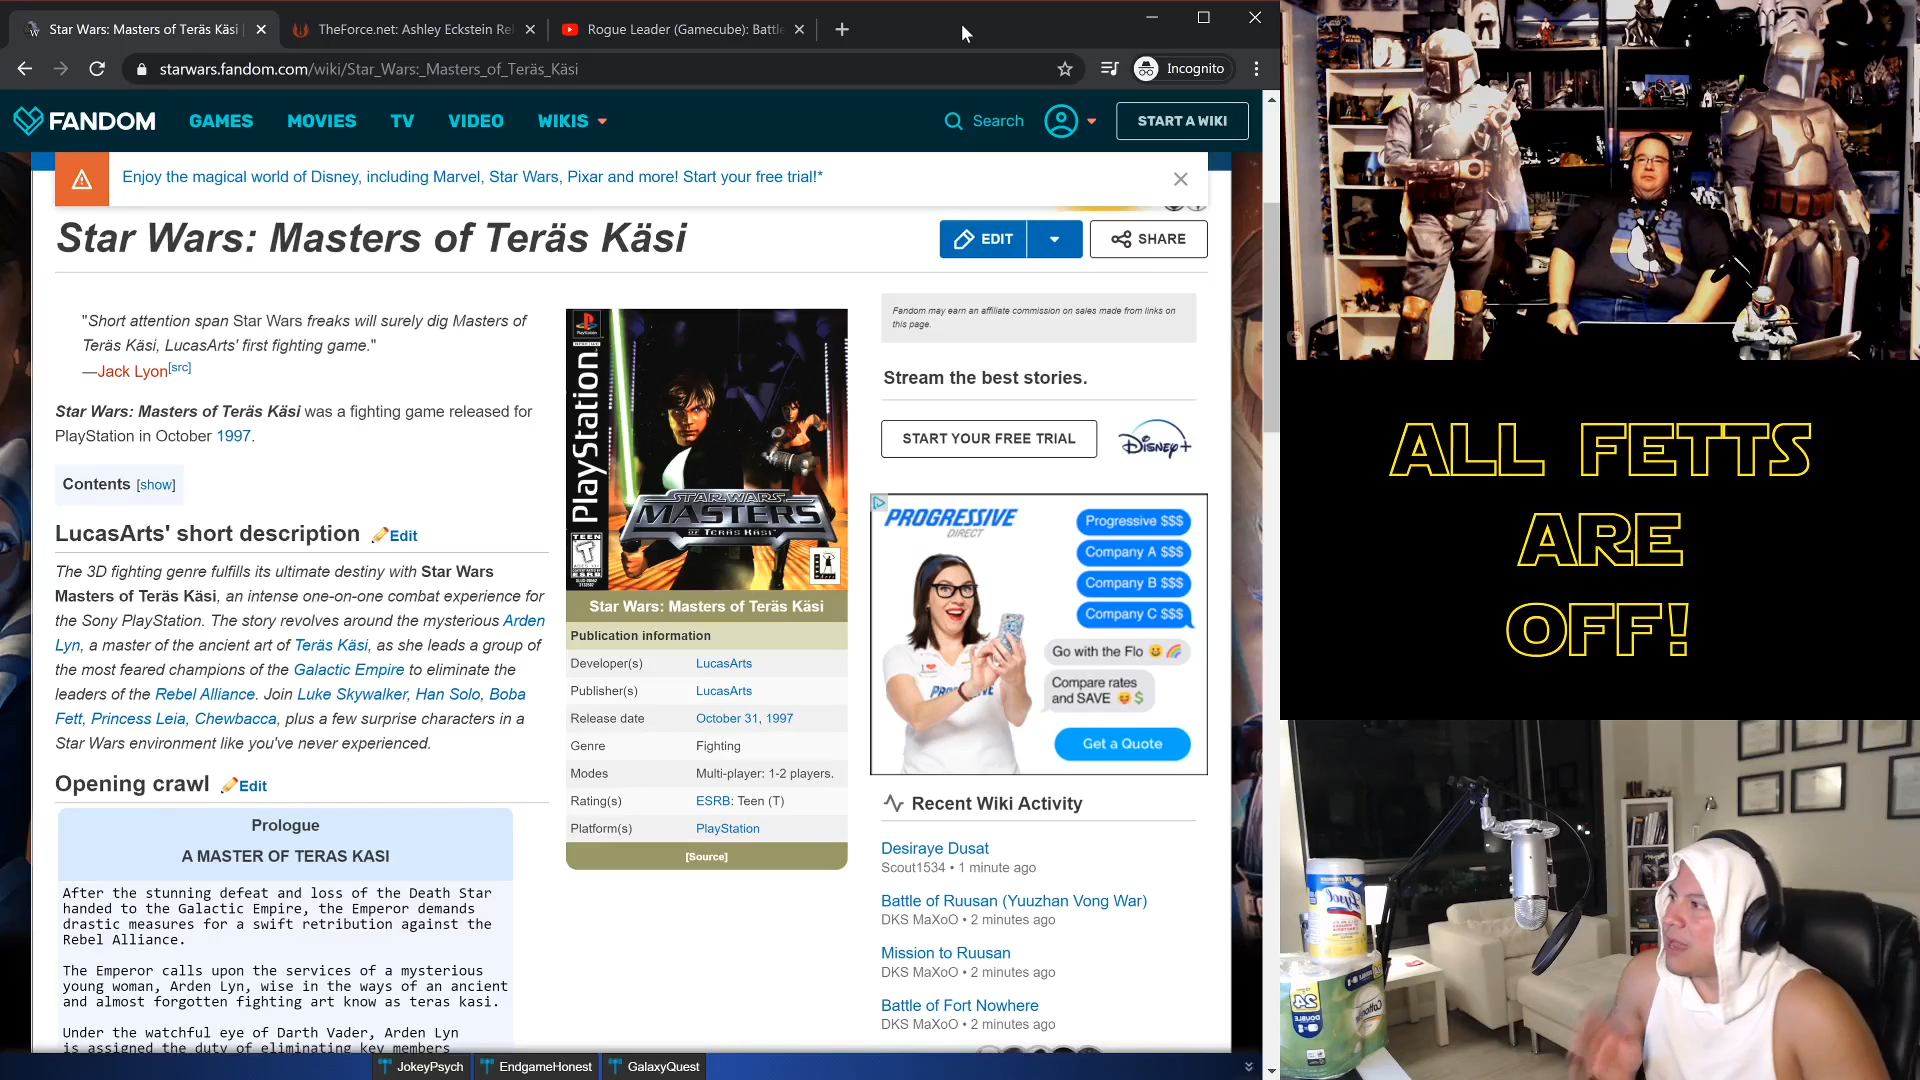 Star Wars: Masters of Teräs Käsi |
TheForce.net: Ashley Eckstein Re
Rogue Leader (Gamecube): Battle
starwars.fandom.com/wiki/Star_Wars:_Masters_of_Teräs_Käsi
Incognito
FANDOM
GAMES
MOVIES
TV
VIDEO
WIKIS
Search
START A WIKI
Enjoy the magical world of Disney, including Marvel, Star Wars, Pixar and more! Start your free trial!*
Star Wars: Masters of Teräs Käsi
EDIT
SHARE
"Short attention span Star Wars freaks will surely dig Masters of
Teräs Käsi, LucasArts' first fighting game."
—Jack Lyon[src]
Star Wars: Masters of Teräs Käsi was a fighting game released for
PlayStation in October 1997.
Contents [show]
LucasArts' short description Edit
The 3D fighting genre fulfills its ultimate destiny with Star Wars
Masters of Teräs Käsi, an intense one-on-one combat experience for
the Sony PlayStation. The story revolves around the mysterious Arden
Lyn, a master of the ancient art of Teräs Käsi, as she leads a group of
the most feared champions of the Galactic Empire to eliminate the
leaders of the Rebel Alliance. Join Luke Skywalker, Han Solo, Boba
Fett, Princess Leia, Chewbacca, plus a few surprise characters in a
Star Wars environment like you've never experienced.
Opening crawl Edit
Prologue
A MASTER OF TERAS KASI
After the stunning defeat and loss of the Death Star
handed to the Galactic Empire, the Emperor demands
drastic measures for a swift retribution against the
Rebel Alliance.
The Emperor calls upon the services of a mysterious
young woman, Arden Lyn, wise in the ways of an ancient
and almost forgotten fighting art know as teras kasi.
Under the watchful eye of Darth Vader, Arden Lyn
is assigned the duty of eliminating key members
PlayStation
STAR WARS
MASTERS
OF TERÄS KÄSI
TEEN
T
ESRB
Star Wars: Masters of Teräs Käsi
Publication information
Developer(s) LucasArts
Publisher(s) LucasArts
Release date October 31, 1997
Genre Fighting
Modes Multi-player: 1-2 players.
Rating(s) ESRB: Teen (T)
Platform(s) PlayStation
[Source]
Fandom may earn an affiliate commission on sales made from links on
this page.
Stream the best stories.
START YOUR FREE TRIAL
Disney+
PROGRESSIVE
DIRECT
Progressive $$$
Company A $$$
Company B $$$
Company C $$$
Go with the Flo
Compare rates
and SAVE
Get a Quote
Recent Wiki Activity
Desiraye Dusat
Scout1534 • 1 minute ago
Battle of Ruusan (Yuuzhan Vong War)
DKS MaXoO • 2 minutes ago
Mission to Ruusan
DKS MaXoO • 2 minutes ago
Battle of Fort Nowhere
DKS MaXoO • 2 minutes ago
JokeyPsych
EndgameHonest
GalaxyQuest
ALL FETTS
ARE
OFF!
Lysol
24
DOUBLE
Cottonelle